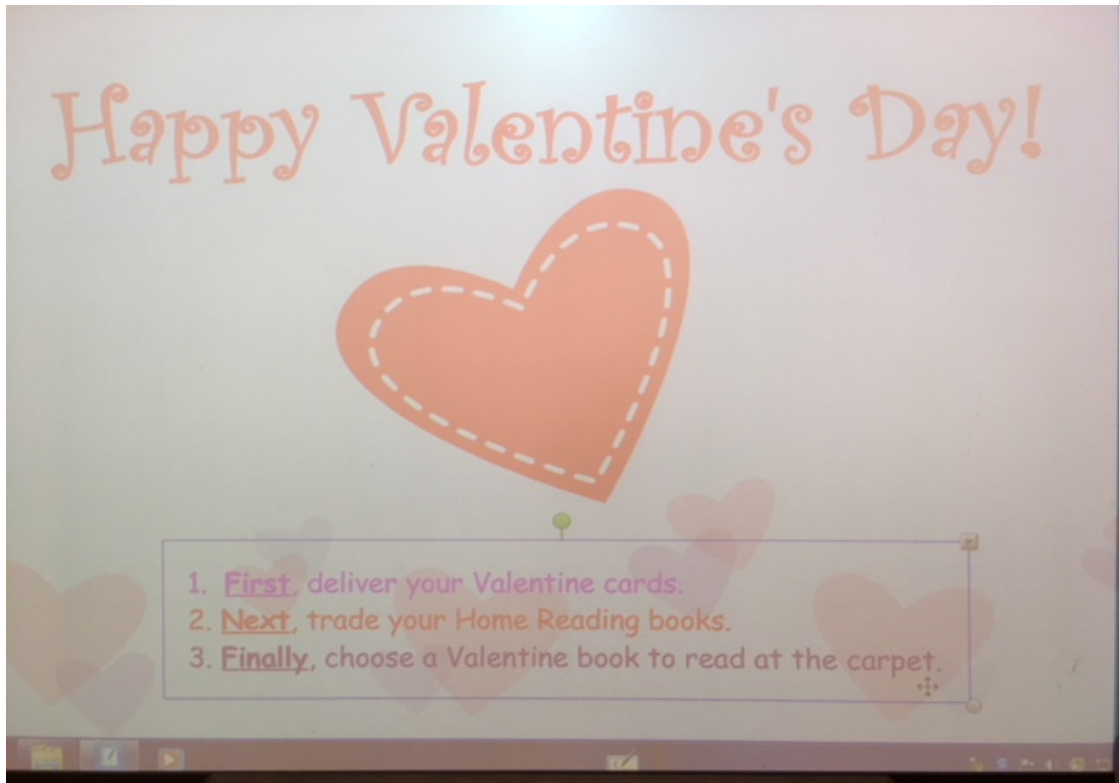 Happy Valentine's Day!
1. First, deliver your Valentine cards.
2. Next, trade your Home Reading books.
3. Finally, choose a Valentine book to read at the carpet.